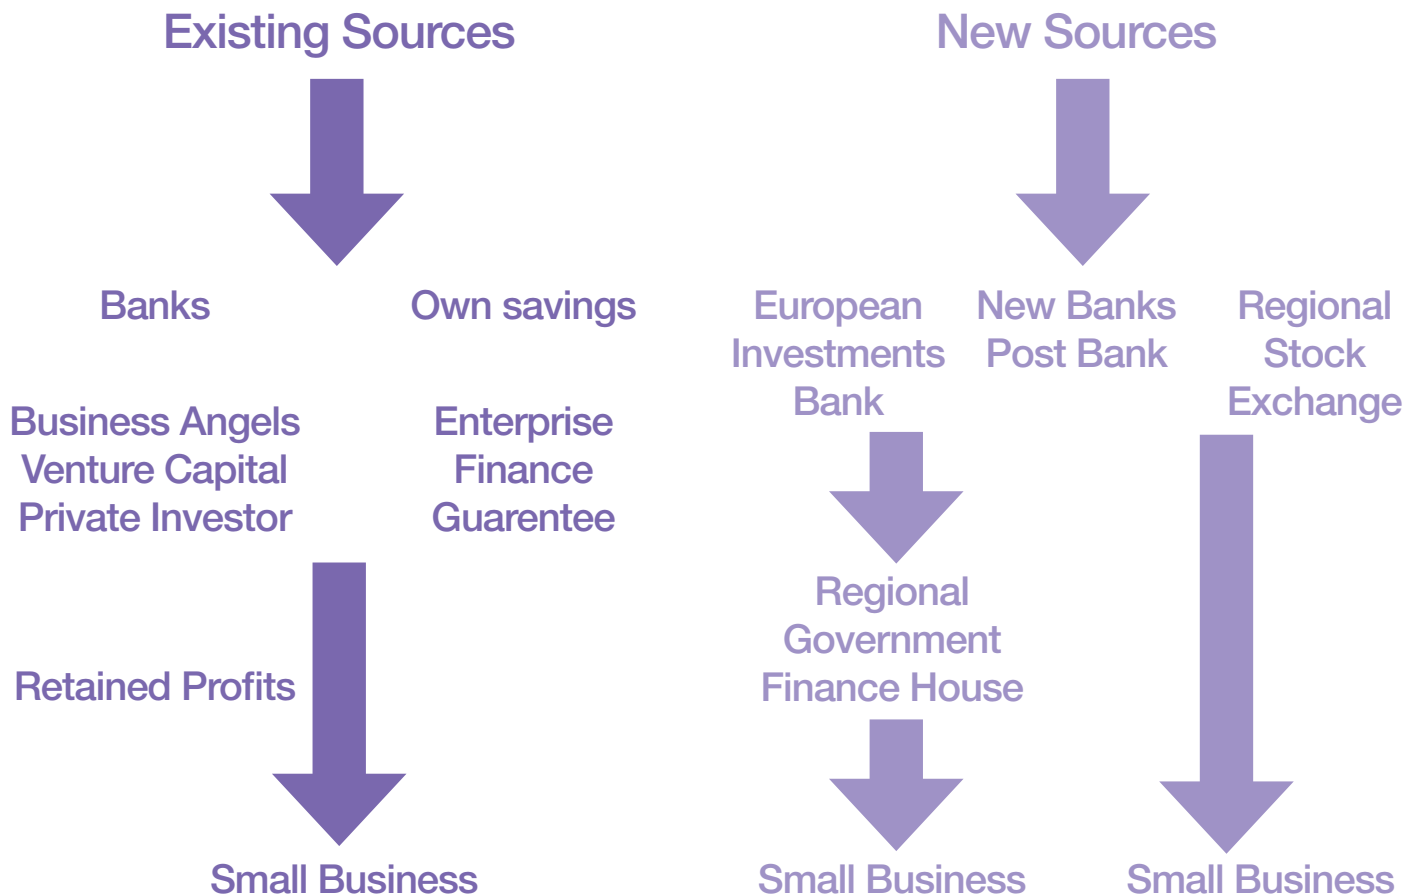 Existing Sources
Banks
Own savings
Business Angels
Venture Capital
Private Investor
Enterprise
Finance
Guarentee
Retained Profits
Small Business
New Sources
European
Investments
Bank
New Banks
Post Bank
Regional
Stock
Exchange
Regional
Government
Finance House
Small Business
Small Business